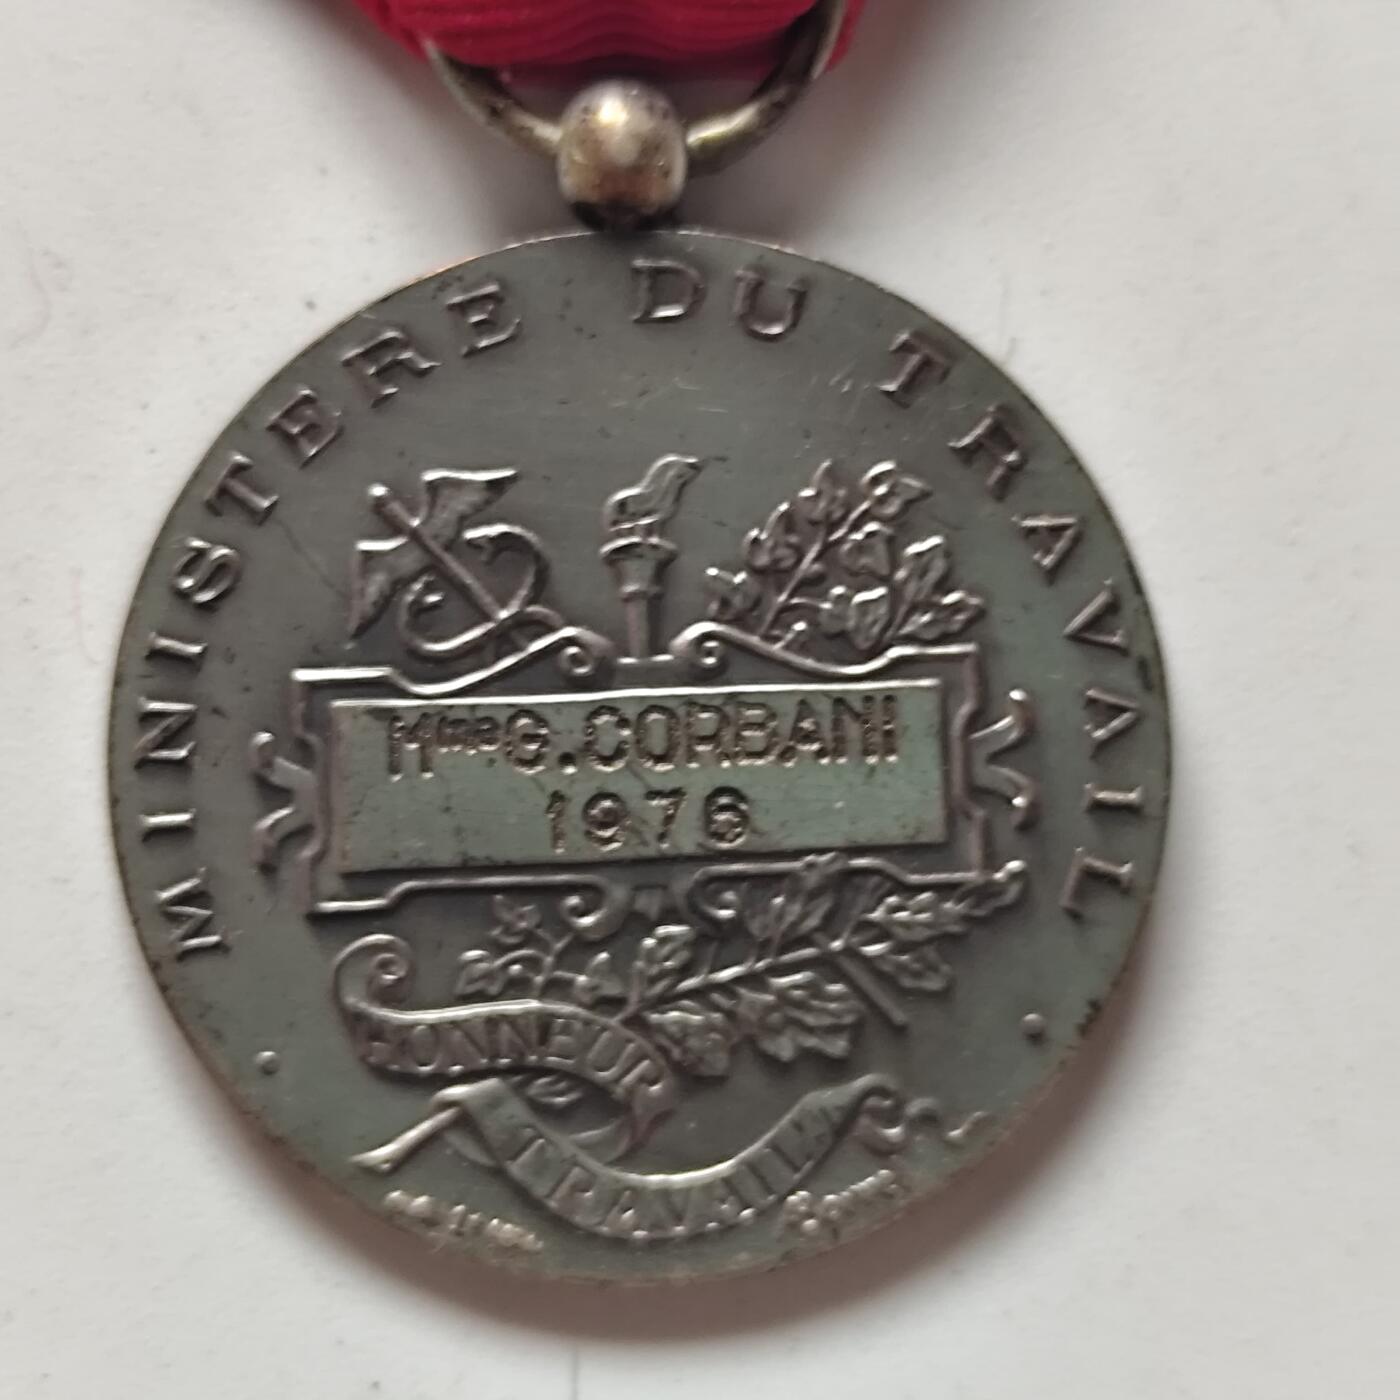 MINISTERE DU TRAVAIL
Mme G. CORBANI
1976
HONNEUR
TRAVAIL